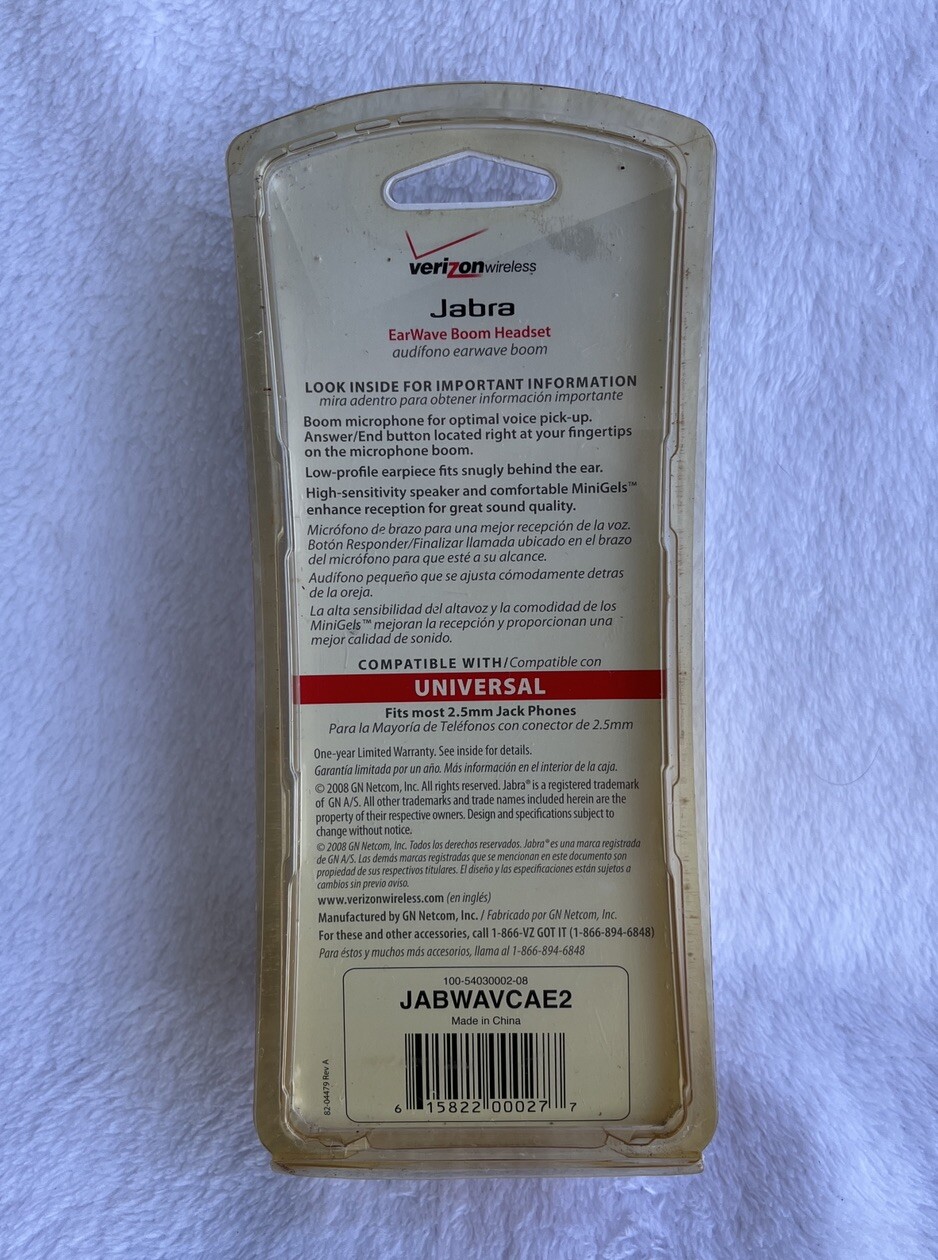 verizonwireless
Jabra
EarWave Boom Headset
audífono earwave boom
LOOK INSIDE FOR IMPORTANT INFORMATION
mira adentro para obtener información importante
Boom microphone for optimal voice pick-up.
Answer/End button located right at your fingertips
on the microphone boom.
Low-profile earpiece fits snugly behind the ear.
High-sensitivity speaker and comfortable MiniGels™
enhance reception for great sound quality.
Micrófono de brazo para una mejor recepción de la voz.
Botón Responder/Finalizar llamada ubicado en el brazo
del micrófono para que esté a su alcance.
Audífono pequeño que se ajusta cómodamente detras
de la oreja.
La alta sensibilidad del altavoz y la comodidad de los
MiniGels™ mejoran la recepción y proporcionan una
mejor calidad de sonido.
COMPATIBLE WITH/Compatible con
UNIVERSAL
Fits most 2.5mm Jack Phones
Para la Mayoría de Teléfonos con conector de 2.5mm
One-year Limited Warranty. See inside for details.
Garantía limitada por un año. Más información en el interior de la caja.
© 2008 GN Netcom, Inc. All rights reserved. Jabra® is a registered trademark
of GN A/S. All other trademarks and trade names included herein are the
property of their respective owners. Design and specifications subject to
change without notice.
© 2008 GN Netcom, Inc. Todos los derechos reservados. Jabra® es una marca registrada
de GN A/S. Las demás marcas registradas que se mencionan en este documento son
propiedad de sus respectivos titulares. El diseño y las especificaciones están sujetos a
cambios sin previo aviso.
www.verizonwireless.com (en inglés)
Manufactured by GN Netcom, Inc. / Fabricado por GN Netcom, Inc.
For these and other accessories, call 1-866-VZ GOT IT (1-866-894-6848)
Para éstos y muchos más accesorios, llama al 1-866-894-6848
100-54030002-08
JABWAVCAE2
Made in China
6 15822 00027 7
82-04479 Rev A